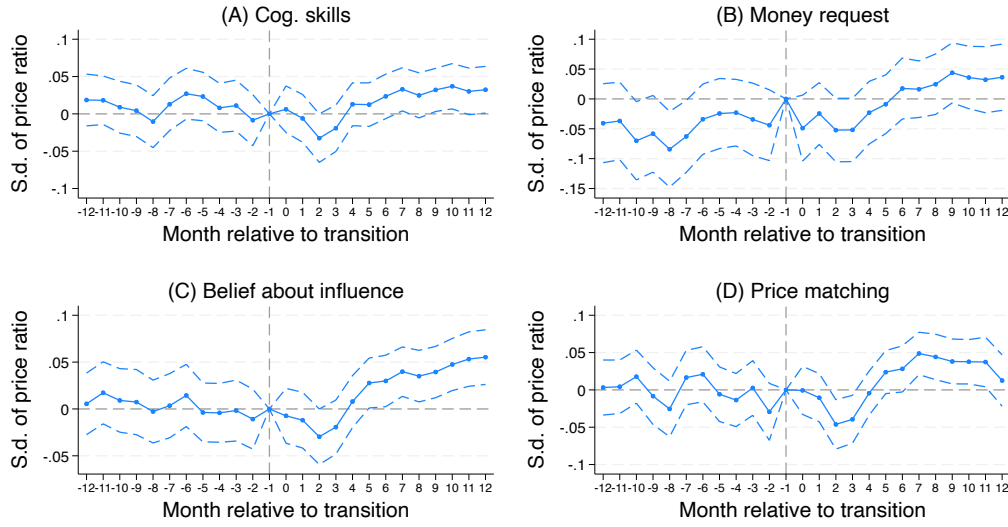 (A) Cog. skills
S.d. of price ratio
.1
.05
0
-.05
-.1
-12 -11 -10 -9 -8 -7 -6 -5 -4 -3 -2 -1 0 1 2 3 4 5 6 7 8 9 10 11 12
Month relative to transition
(B) Money request
S.d. of price ratio
.1
.05
0
-.05
-.1
-.15
-12 -11 -10 -9 -8 -7 -6 -5 -4 -3 -2 -1 0 1 2 3 4 5 6 7 8 9 10 11 12
Month relative to transition
(C) Belief about influence
S.d. of price ratio
.1
.05
0
-.05
-12 -11 -10 -9 -8 -7 -6 -5 -4 -3 -2 -1 0 1 2 3 4 5 6 7 8 9 10 11 12
Month relative to transition
(D) Price matching
S.d. of price ratio
.1
.05
0
-.05
-.1
-12 -11 -10 -9 -8 -7 -6 -5 -4 -3 -2 -1 0 1 2 3 4 5 6 7 8 9 10 11 12
Month relative to transition